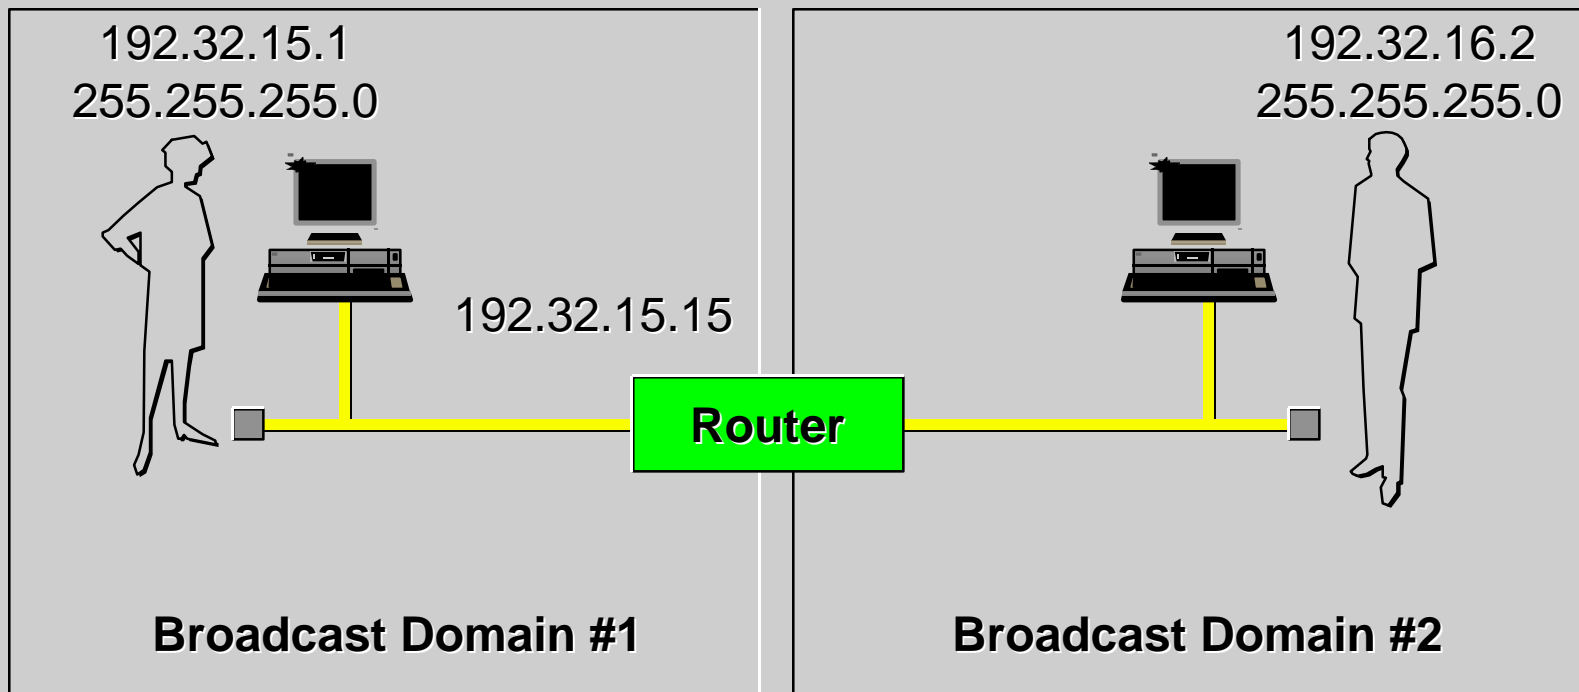 192.32.15.1
255.255.255.0
192.32.15.15
192.32.16.2
255.255.255.0
Router
Broadcast Domain #1
Broadcast Domain #2